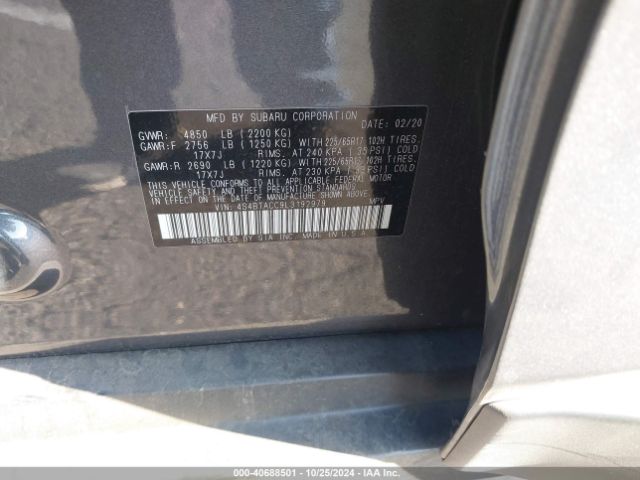 MFD BY SUBARU CORPORATION
GVWR: 4850 LB ( 2200 KG) DATE: 02/20
GAWR:F 2756 LB ( 1250 KG) WITH 225/65R17 102H TIRES.
17X7J RIMS. AT 240 KPA ( 35 PSI) COLD
GAWR:R 2690 LB ( 1220 KG) WITH 225/65R17 102H TIRES.
17X7J RIMS. AT 230 KPA ( PSI) COLD
THIS VEHICLE CONFORMS TO ALL APPLICABLE FEDERAL MOTOR
VEHICLE SAFETY AND THEFT PREVENTION STANDARDS IN
EFFECT ON THE DATE OF MANUFACTURE SHOWN ABOVE.
VIN: 4S4BTACC9L3192979 MPV
ASSEMBLED BY SIA INC. MADE IN U.S.A
000-40688501 - 10/25/2024 - IAA Inc.